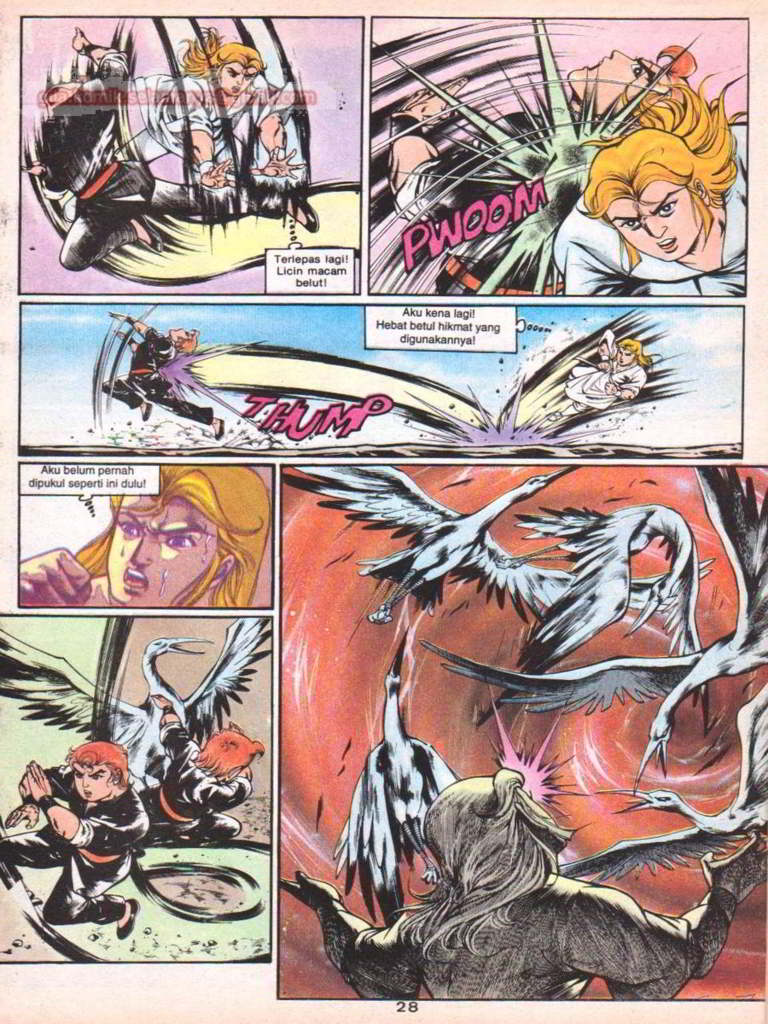 Terlepas lagi!
Licin macam
belut!
PWOOM
Aku kena lagi!
Hebat betul hikmat yang
digunakannya!
THUMP
Aku belum pernah
dipukul seperti ini dulu!
28